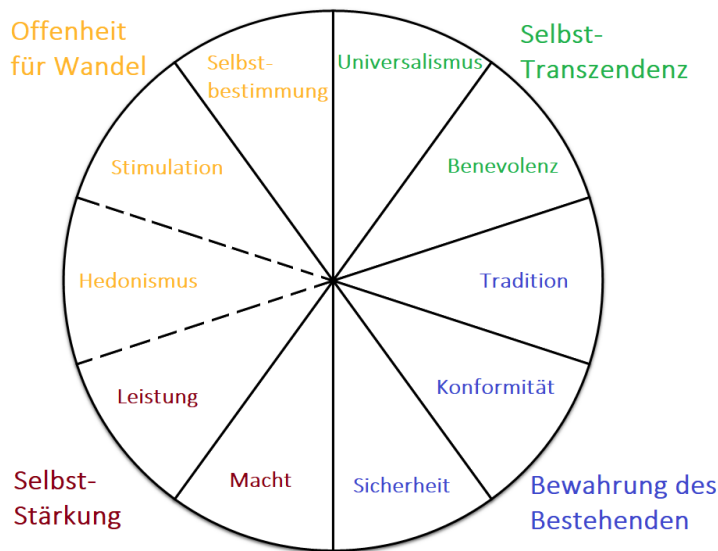 Offenheit
für Wandel
Selbst-
bestimmung
Universalismus
Selbst-
Transzendenz
Stimulation
Benevolenz
Hedonismus
Tradition
Leistung
Konformität
Macht
Sicherheit
Selbst-
Stärkung
Bewahrung des
Bestehenden